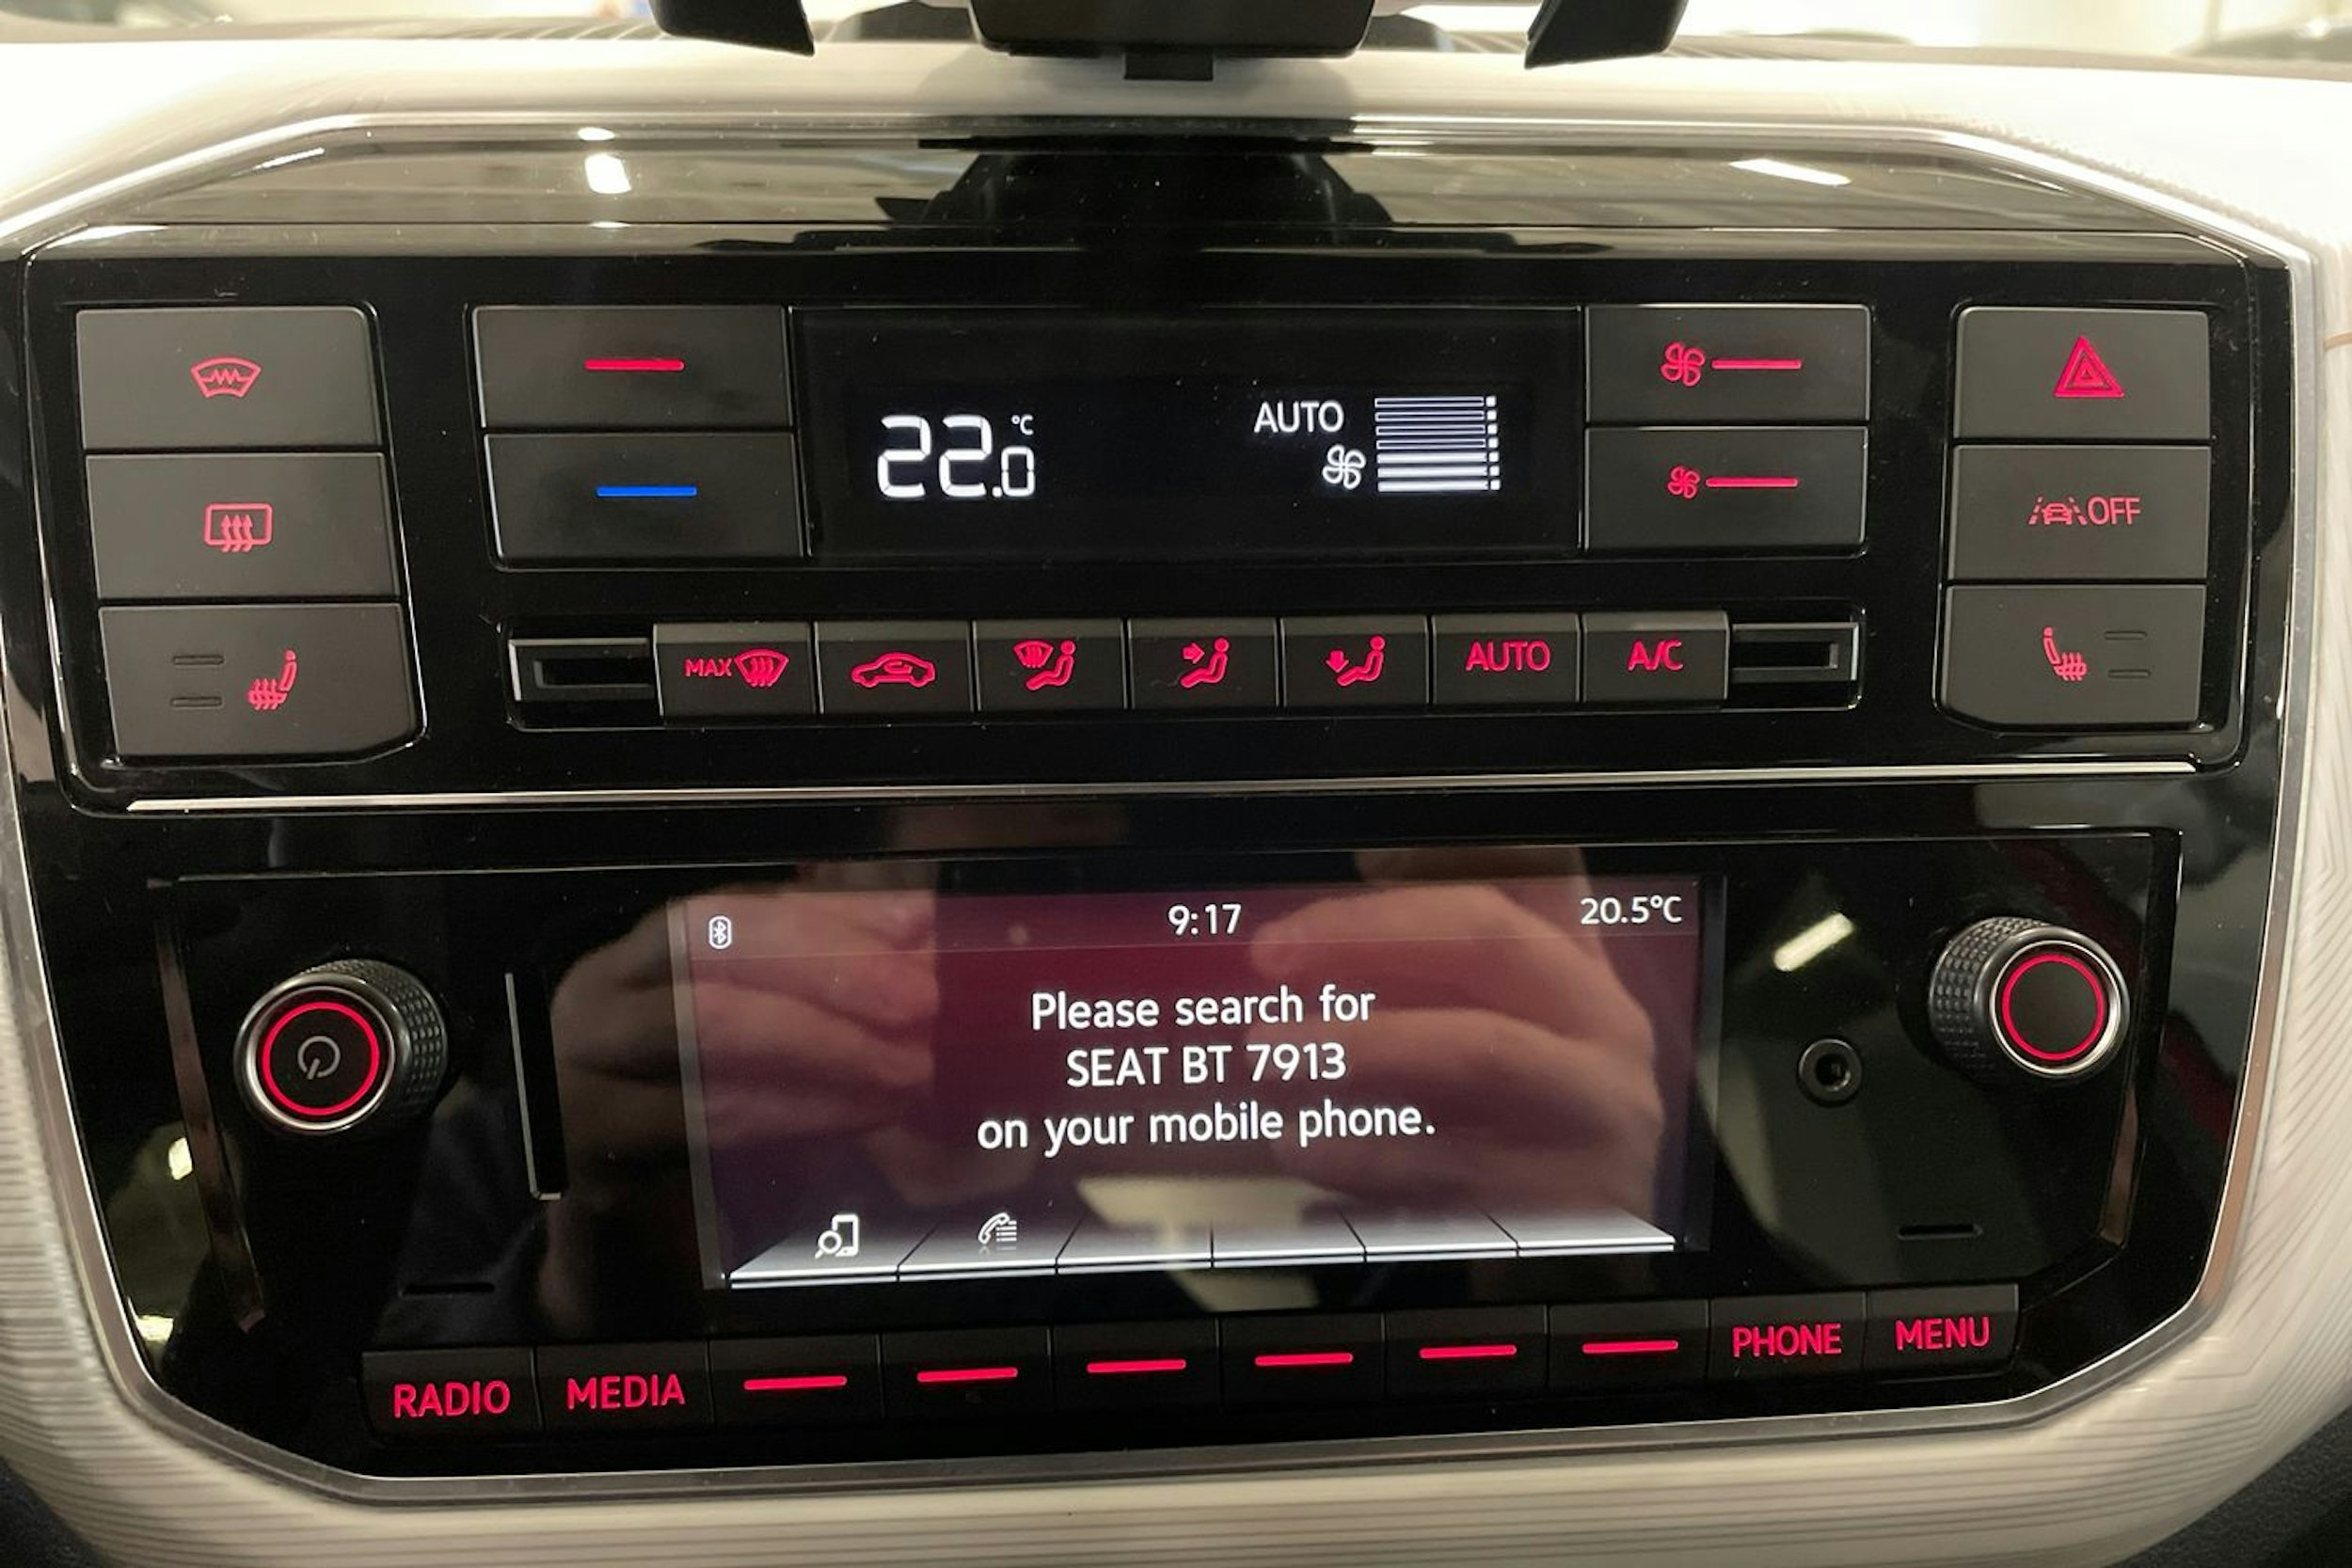 22.0 °C
AUTO
OFF
MAX
AUTO
A/C
9:17
20.5°C
Please search for
SEAT BT 7913
on your mobile phone.
RADIO
MEDIA
PHONE
MENU